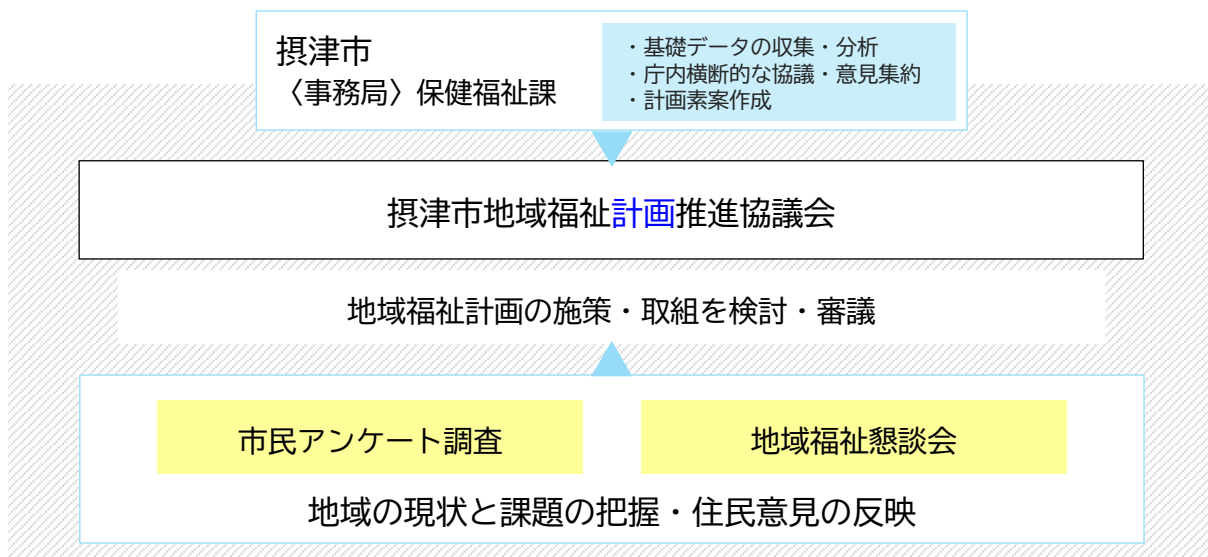 摂津市
〈事務局〉保健福祉課
・基礎データの収集・分析
・庁内横断的な協議・意見集約
・計画素案作成
摂津市地域福祉計画推進協議会
地域福祉計画の施策・取組を検討・審議
市民アンケート調査
地域福祉懇談会
地域の現状と課題の把握・住民意見の反映